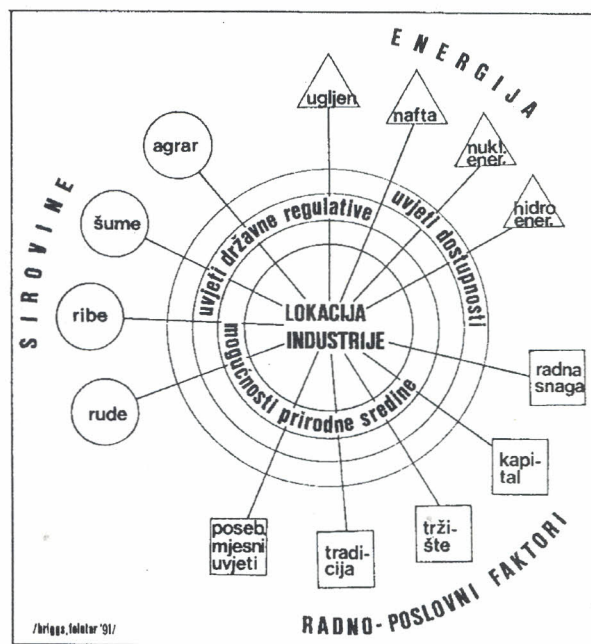 ENERGIJA
ugljen
nafta
nukl.
ener.
hidro
ener.
SIROVINE
agrar
šume
ribe
rude
uvjeti državne regulative
uvjeti dostupnosti
mogućnosti prirodne sredine
LOKACIJA
INDUSTRIJE
radna
snaga
kapi-
tal
trži-
šte
tradi-
cija
poseb.
mjesni
uvjeti
RADNO-POSLOVNI FAKTORI
/briggs, feletar '91/